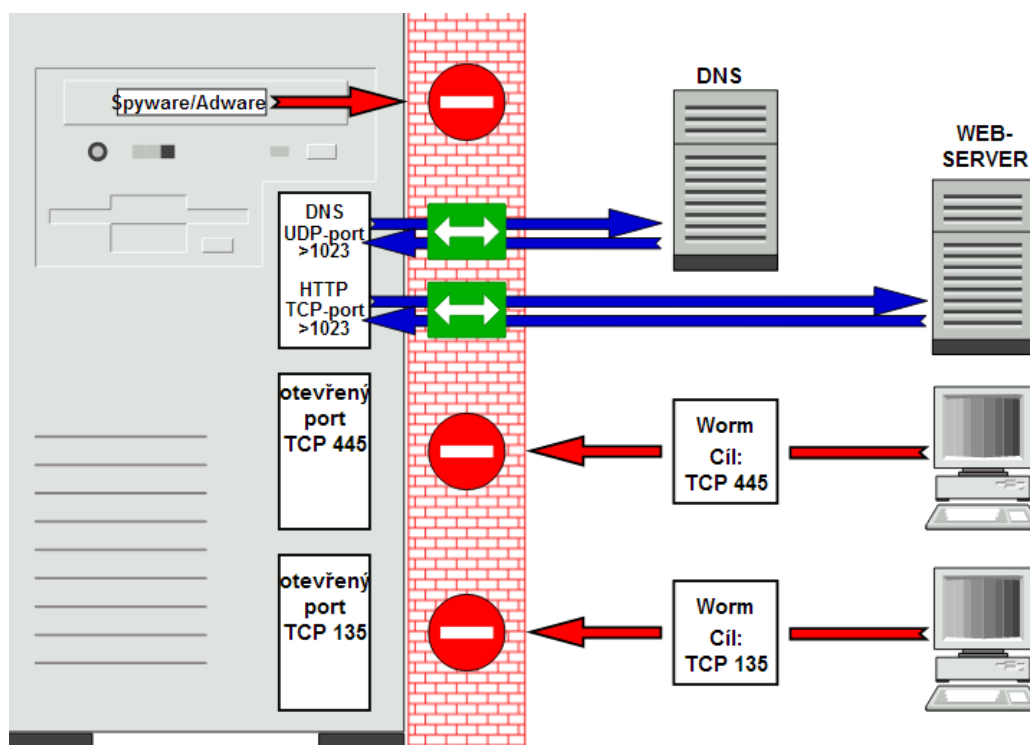 Spyware/Adware
DNS
WEB-
SERVER
DNS
UDP-port
>1023
HTTP
TCP-port
>1023
otevřený
port
TCP 445
Worm
Cíl:
TCP 445
otevřený
port
TCP 135
Worm
Cíl:
TCP 135